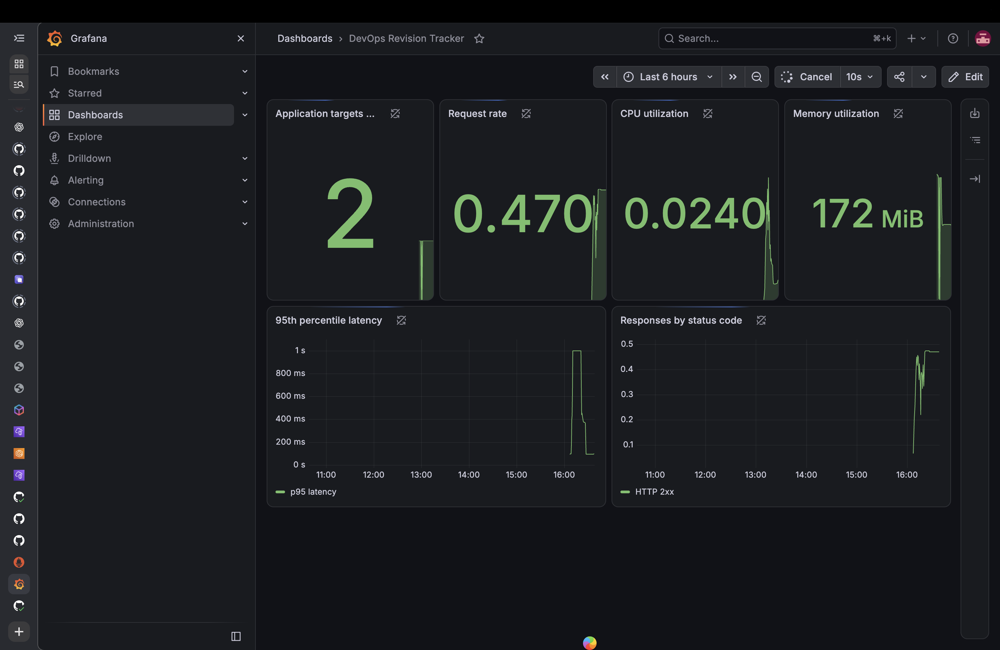 Grafana
Dashboards › DevOps Revision Tracker
Search...
⌘+k
Bookmarks
Starred
Dashboards
Explore
Drilldown
Alerting
Connections
Administration
Last 6 hours
Cancel
10s
Edit
Application targets ...
2
Request rate
0.470
CPU utilization
0.0240
Memory utilization
172 MiB
95th percentile latency
1 s
800 ms
600 ms
400 ms
200 ms
0 s
11:00 12:00 13:00 14:00 15:00 16:00
p95 latency
Responses by status code
0.5
0.4
0.3
0.2
0.1
11:00 12:00 13:00 14:00 15:00 16:00
HTTP 2xx